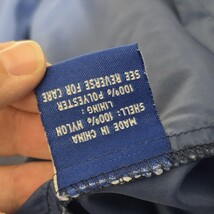 MADE IN CHINA
SHELL: 100% NYLON
LINING:
100% POLYESTER
SEE REVERSE FOR CARE